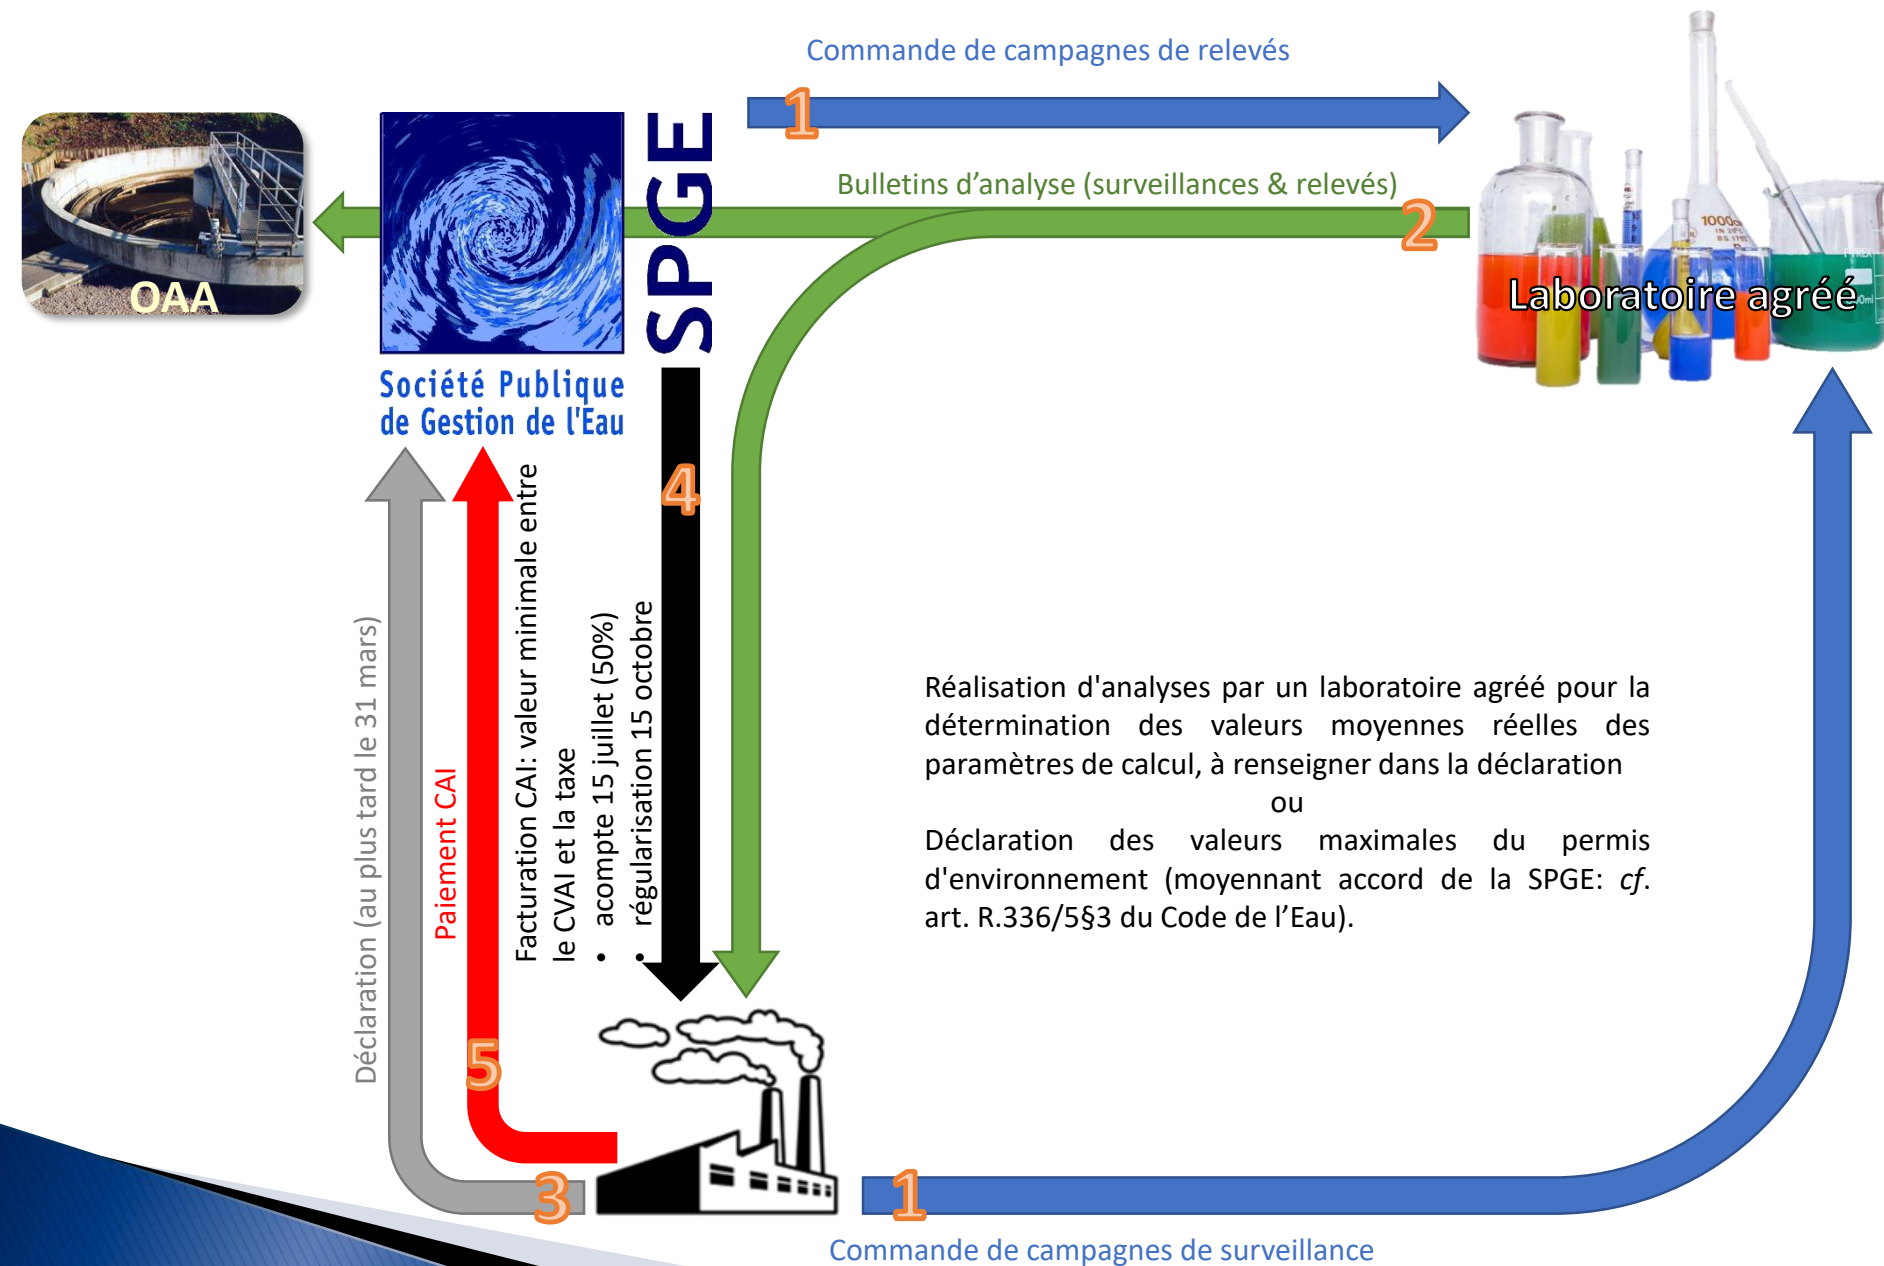 Commande de campagnes de relevés
1
Bulletins d’analyse (surveillances & relevés)
2
OAA
SPGE
Société Publique
de Gestion de l'Eau
1000
IN 20°C
PYREX
Laboratoire agréé
4
Déclaration (au plus tard le 31 mars)
Paiement CAI
Facturation CAI: valeur minimale entre
le CVAI et la taxe
• acompte 15 juillet (50%)
• régularisation 15 octobre
Réalisation d'analyses par un laboratoire agréé pour la
détermination des valeurs moyennes réelles des
paramètres de calcul, à renseigner dans la déclaration
ou
Déclaration des valeurs maximales du permis
d'environnement (moyennant accord de la SPGE: cf.
art. R.336/5§3 du Code de l’Eau).
5
3
1
Commande de campagnes de surveillance